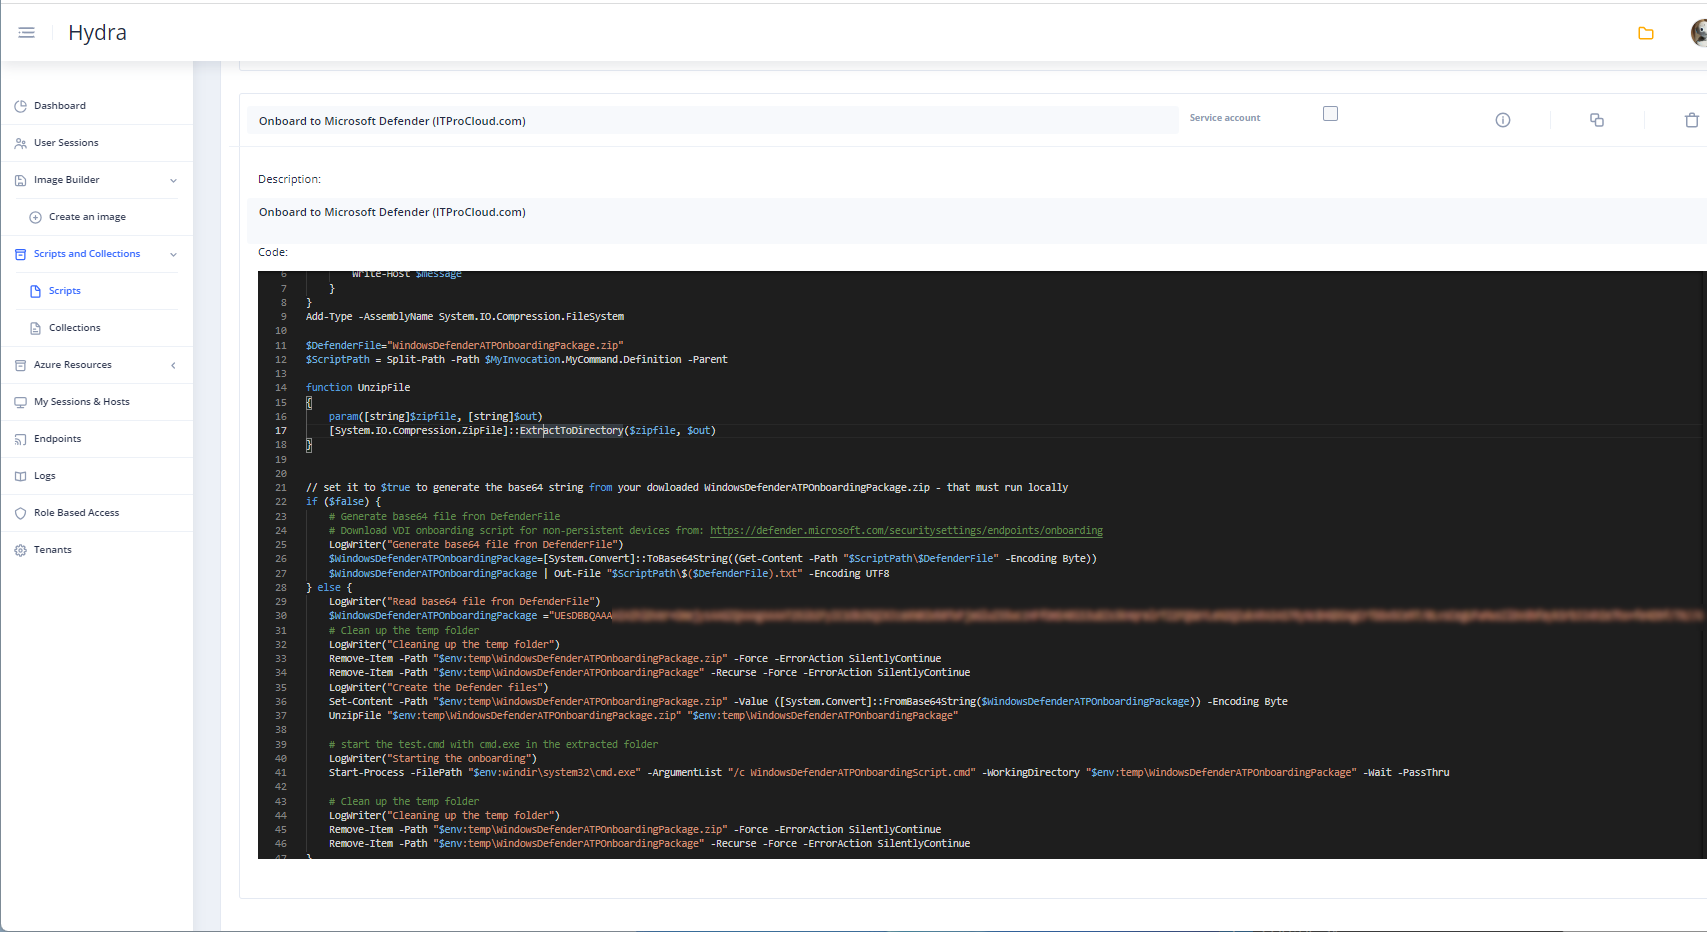 Hydra
Dashboard
User Sessions
Image Builder
Create an image
Scripts and Collections
Scripts
Collections
Azure Resources
My Sessions & Hosts
Endpoints
Logs
Role Based Access
Tenants
Onboard to Microsoft Defender (ITProCloud.com)
Service account
Description:
Onboard to Microsoft Defender (ITProCloud.com)
Code:
6 Write-Host $message
7 }
8 }
9 Add-Type -AssemblyName System.IO.Compression.FileSystem
10
11 $DefenderFile="WindowsDefenderATPOnboardingPackage.zip"
12 $ScriptPath = Split-Path -Path $MyInvocation.MyCommand.Definition -Parent
13
14 function UnzipFile
15 {
16 param([string]$zipfile, [string]$out)
17 [System.IO.Compression.ZipFile]::ExtractToDirectory($zipfile, $out)
18 }
19
20
21 // set it to $true to generate the base64 string from your dowloaded WindowsDefenderATPOnboardingPackage.zip - that must run locally
22 if ($false) {
23 # Generate base64 file fron DefenderFile
24 # Download VDI onboarding script for non-persistent devices from: https://defender.microsoft.com/securitysettings/endpoints/onboarding
25 LogWriter("Generate base64 file fron DefenderFile")
26 $WindowsDefenderATPOnboardingPackage=[System.Convert]::ToBase64String((Get-Content -Path "$ScriptPath\$DefenderFile" -Encoding Byte))
27 $WindowsDefenderATPOnboardingPackage | Out-File "$ScriptPath\$($DefenderFile).txt" -Encoding UTF8
28 } else {
29 LogWriter("Read base64 file fron DefenderFile")
30 $WindowsDefenderATPOnboardingPackage ="UEsDBBQAAA
31 # Clean up the temp folder
32 LogWriter("Cleaning up the temp folder")
33 Remove-Item -Path "$env:temp\WindowsDefenderATPOnboardingPackage.zip" -Force -ErrorAction SilentlyContinue
34 Remove-Item -Path "$env:temp\WindowsDefenderATPOnboardingPackage" -Recurse -Force -ErrorAction SilentlyContinue
35 LogWriter("Create the Defender files")
36 Set-Content -Path "$env:temp\WindowsDefenderATPOnboardingPackage.zip" -Value ([System.Convert]::FromBase64String($WindowsDefenderATPOnboardingPackage)) -Encoding Byte
37 UnzipFile "$env:temp\WindowsDefenderATPOnboardingPackage.zip" "$env:temp\WindowsDefenderATPOnboardingPackage"
38
39 # start the test.cmd with cmd.exe in the extracted folder
40 LogWriter("Starting the onboarding")
41 Start-Process -FilePath "$env:windir\system32\cmd.exe" -ArgumentList "/c WindowsDefenderATPOnboardingScript.cmd" -WorkingDirectory "$env:temp\WindowsDefenderATPOnboardingPackage" -Wait -PassThru
42
43 # Clean up the temp folder
44 LogWriter("Cleaning up the temp folder")
45 Remove-Item -Path "$env:temp\WindowsDefenderATPOnboardingPackage.zip" -Force -ErrorAction SilentlyContinue
46 Remove-Item -Path "$env:temp\WindowsDefenderATPOnboardingPackage" -Recurse -Force -ErrorAction SilentlyContinue
47 }